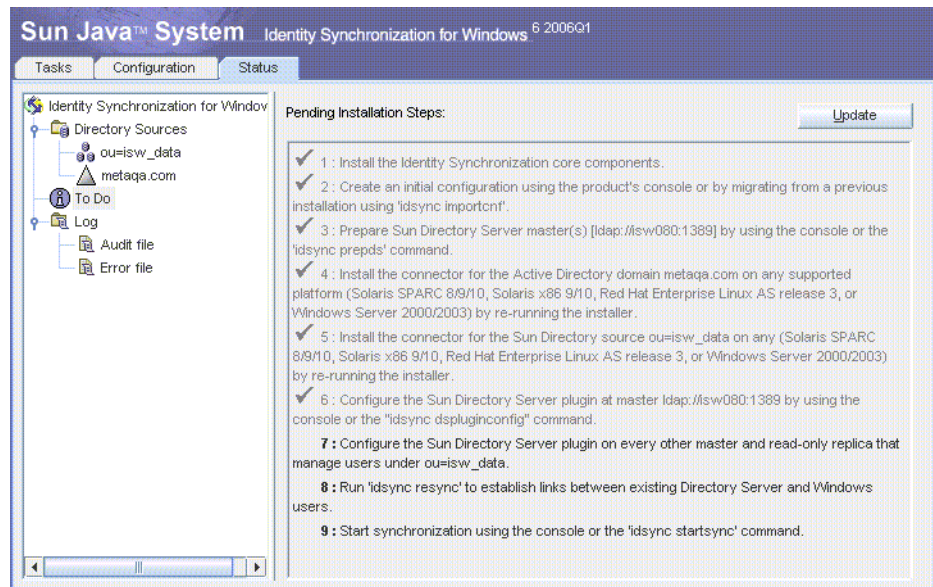 Sun Java™ System Identity Synchronization for Windows 6 2006Q1
Tasks Configuration Status
Identity Synchronization for Window
Directory Sources
ou=isw_data
metaqa.com
To Do
Log
Audit file
Error file
Pending Installation Steps:
Update
1 : Install the Identity Synchronization core components.
2 : Create an initial configuration using the product's console or by migrating from a previous
installation using 'idsync importcnf'.
3 : Prepare Sun Directory Server master(s) [ldap://isw080:1389] by using the console or the
'idsync prepds' command.
4 : Install the connector for the Active Directory domain metaqa.com on any supported
platform (Solaris SPARC 8/9/10, Solaris x86 9/10, Red Hat Enterprise Linux AS release 3, or
Windows Server 2000/2003) by re-running the installer.
5 : Install the connector for the Sun Directory source ou=isw_data on any (Solaris SPARC
8/9/10, Solaris x86 9/10, Red Hat Enterprise Linux AS release 3, or Windows Server 2000/2003)
by re-running the installer.
6 : Configure the Sun Directory Server plugin at master ldap://isw080:1389 by using the
console or the "idsync dspluginconfig" command.
7 : Configure the Sun Directory Server plugin on every other master and read-only replica that
manage users under ou=isw_data.
8 : Run 'idsync resync' to establish links between existing Directory Server and Windows
users.
9 : Start synchronization using the console or the 'idsync startsync' command.